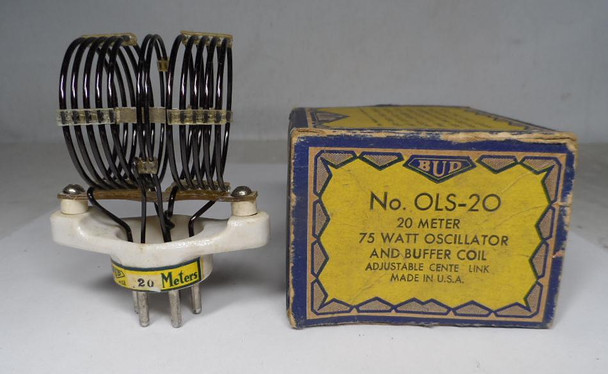 BUD
No. OLS-20
20 METER
75 WATT OSCILLATOR
AND BUFFER COIL
ADJUSTABLE CENTE LINK
MADE IN U.S.A.
20 Meters